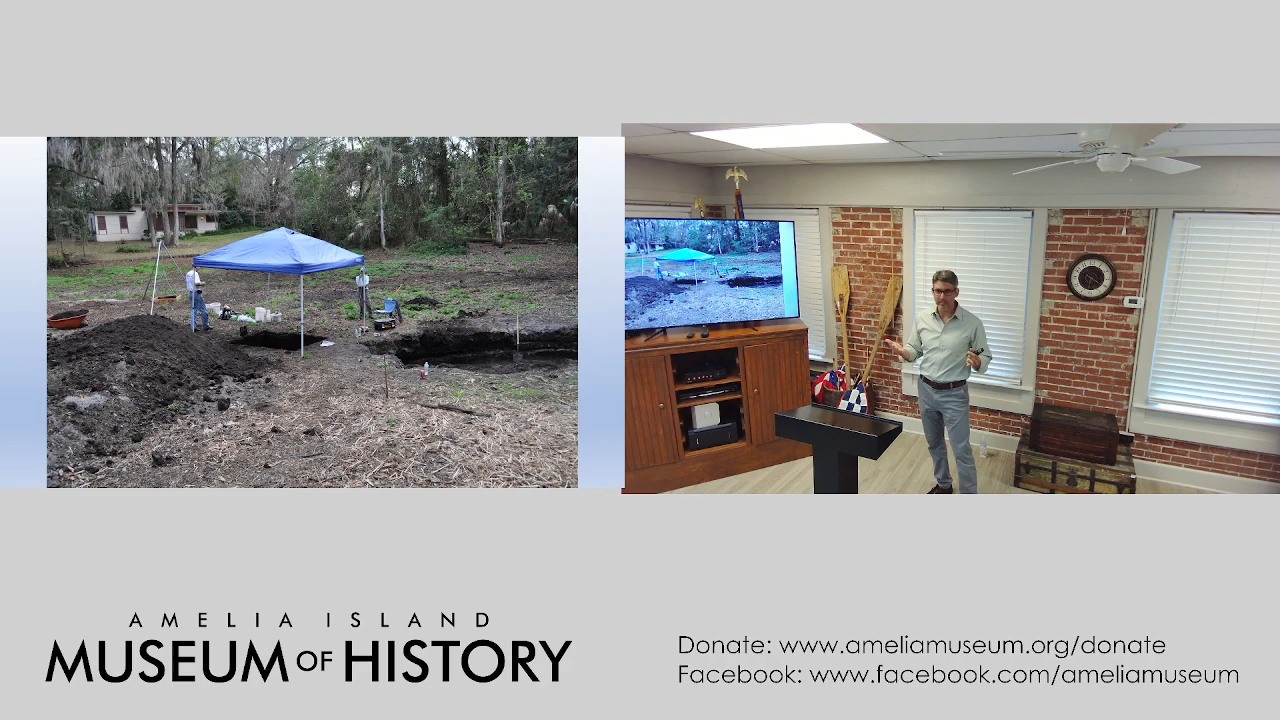 AMELIA ISLAND
MUSEUM OF HISTORY
Donate: www.ameliamuseum.org/donate
Facebook: www.facebook.com/ameliamuseum